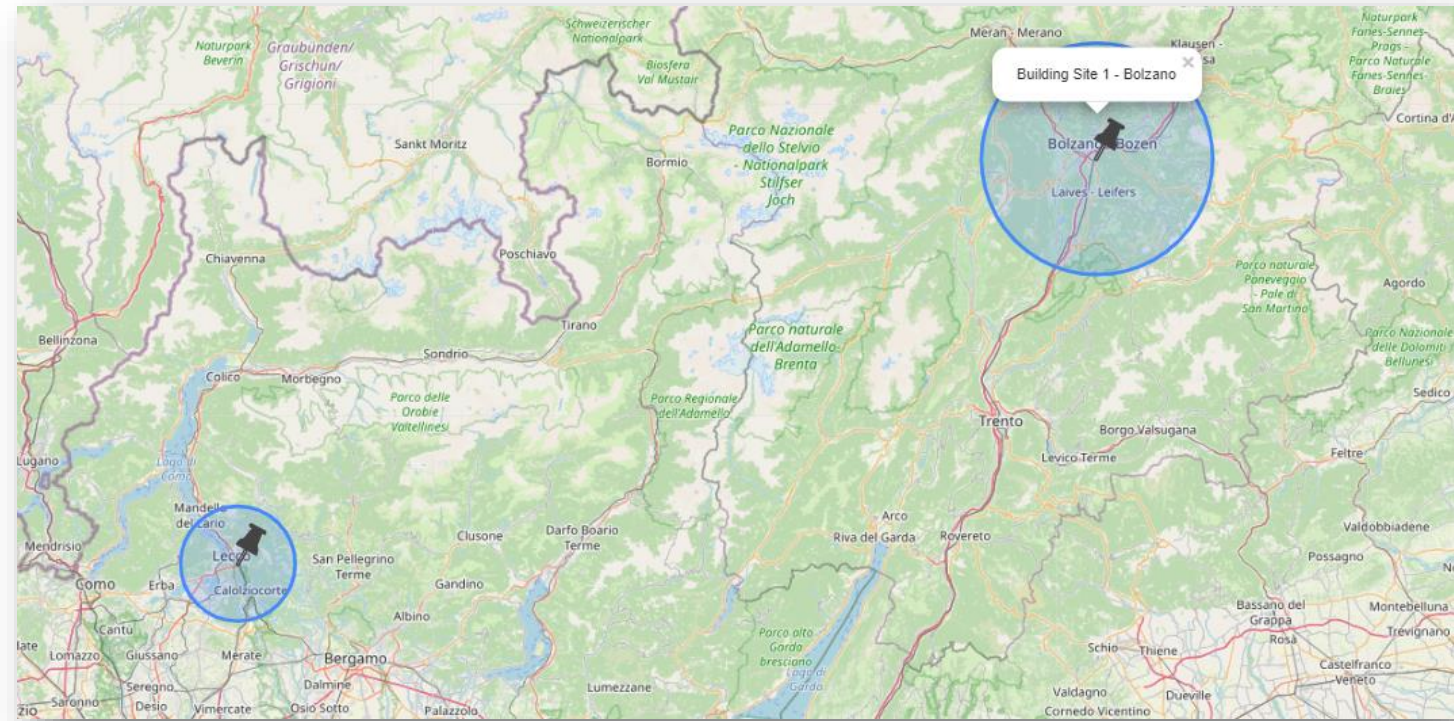 Schweizerischer
Nationalpark
Naturpark
Beverin
Graubünden/
Grischun/
Grigioni
Biosfera
Val Müstair
Meran - Merano
Klausen -
sa
Naturpark
Fanes-Sennes-
Prags -
Parco Naturale
Fanes-Sennes-
Braies
Building Site 1 - Bolzano
×
Cortina d'A
Sankt Moritz
Bormio
Parco Nazionale
dello Stelvio
- Nationalpark
Stilfser
Joch
Bolzano - Bozen
Laives - Leifers
Chiavenna
Poschiavo
Parco naturale
Paneveggio
- Pale di
San Martino
Agordo
Bellinzona
Tirano
Sondrio
Parco naturale
dell'Adamello-
Brenta
Parco Nazionale
delle Dolomiti
Bellunesi
Colico
Morbegno
Parco delle
Orobie
Valtellinesi
Parco Regionale
dell'Adamello
Sedico
Trento
Borgo Valsugana
Levico Terme
Feltre
Lugano
Lago di
Como
Mandello
del Lario
Lecco
Calolziocorte
San Pellegrino
Terme
Clusone
Darfo Boario
Terme
Arco
Riva del Garda
Rovereto
Valdobbiadene
Possagno
Mendrisio
Como
Erba
Gandino
Albino
Bassano del
Grappa
Rosà
Montebelluna
Trevignano
Cantù
late
Lomazzo
Giussano
Merate
Bergamo
Parco alto
Garda
bresciano
Lago di
Garda
Schio
Thiene
Castelfranco
Veneto
Seregno
Desio
Saronno
zio
Vimercate
Dalmine
Osio Sotto
Palazzolo
Lumezzane
Valdagno
Cornedo Vicentino
Dueville